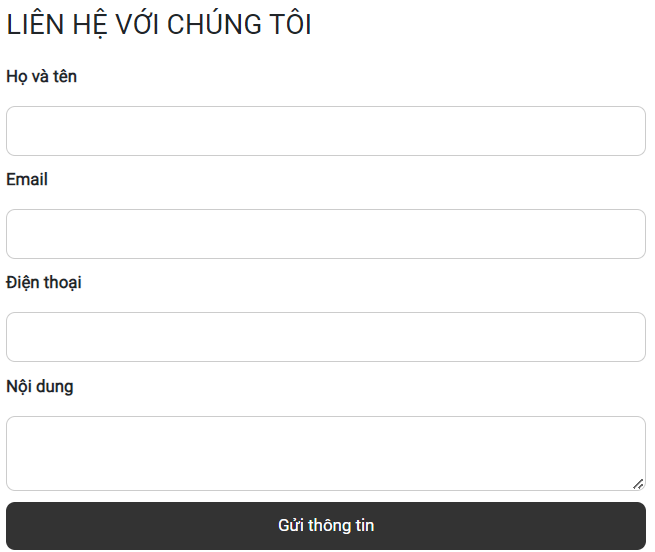 LIÊN HỆ VỚI CHÚNG TÔI
Họ và tên
Email
Điện thoại
Nội dung
Gửi thông tin